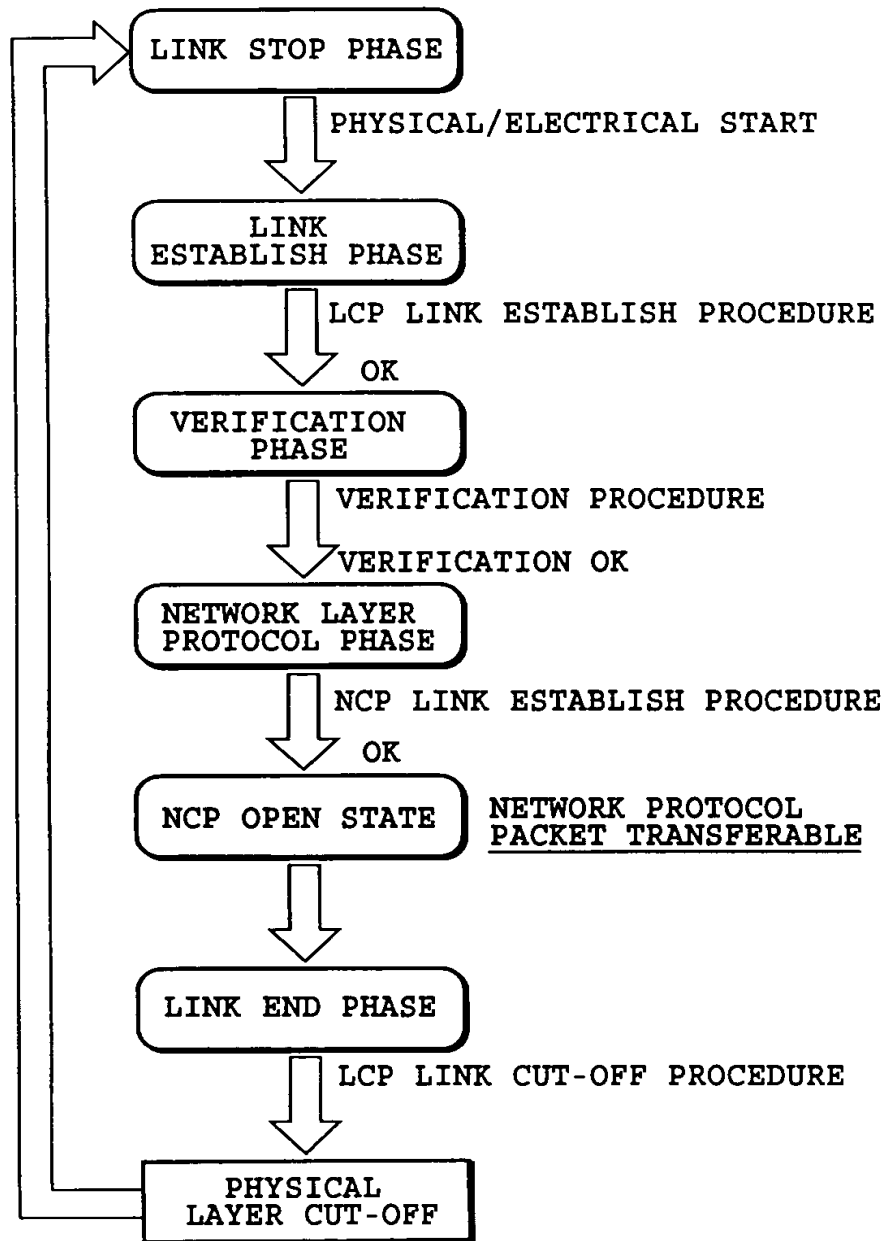 LINK STOP PHASE
PHYSICAL/ELECTRICAL START
LINK
ESTABLISH PHASE
LCP LINK ESTABLISH PROCEDURE
OK
VERIFICATION
PHASE
VERIFICATION PROCEDURE
VERIFICATION OK
NETWORK LAYER
PROTOCOL PHASE
NCP LINK ESTABLISH PROCEDURE
OK
NCP OPEN STATE
NETWORK PROTOCOL
PACKET TRANSFERABLE
LINK END PHASE
LCP LINK CUT-OFF PROCEDURE
PHYSICAL
LAYER CUT-OFF